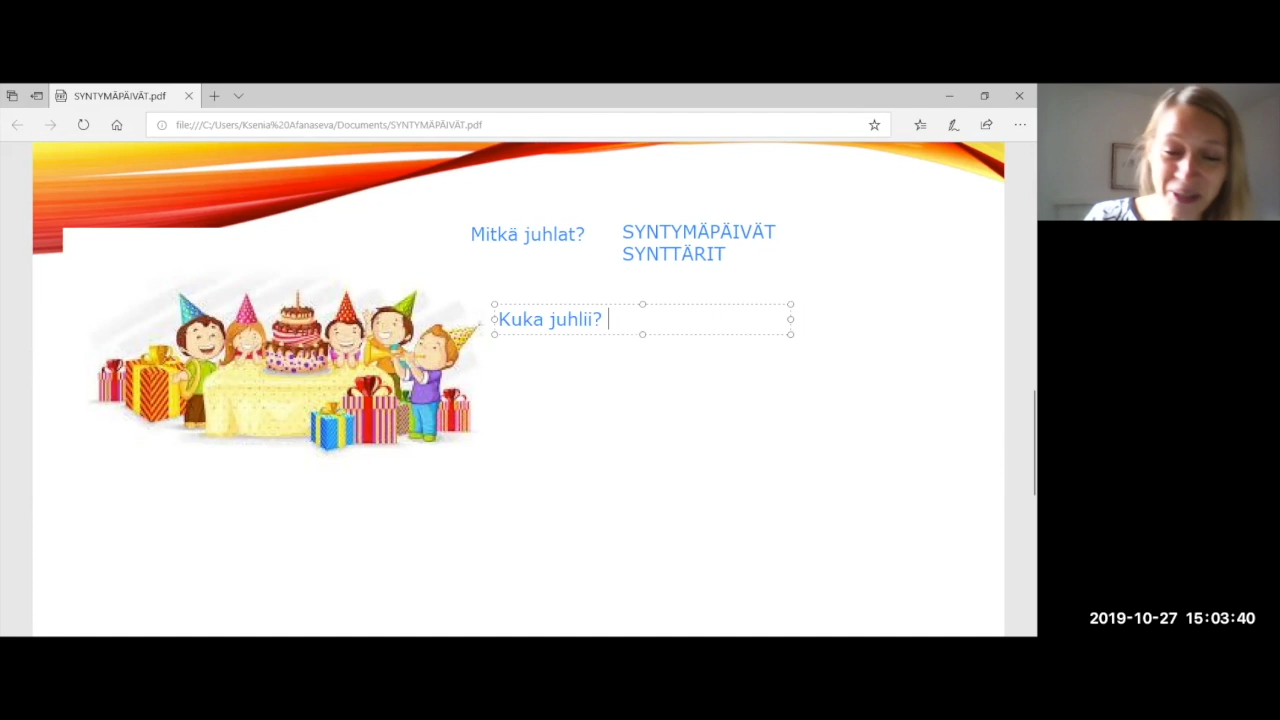 SYNTYMÄPÄIVÄT.pdf
file:///C:/Users/Ksenia%20Afanaseva/Documents/SYNTYMÄPÄIVÄT.pdf
Mitkä juhlat?
SYNTYMÄPÄIVÄT
SYNTTÄRIT
Kuka juhlii?
2019-10-27 15:03:40